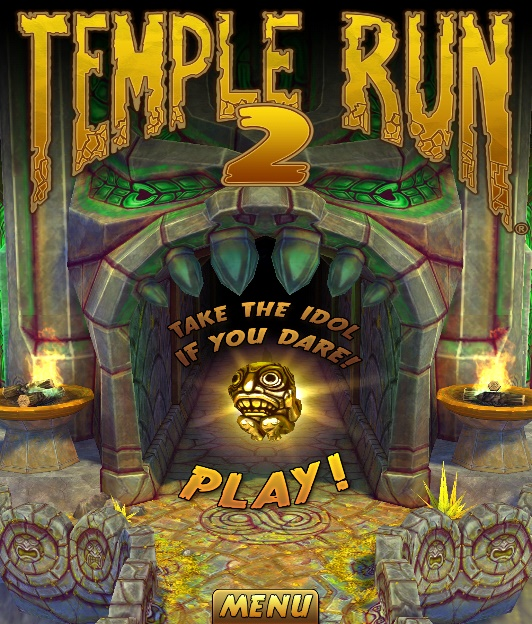 TEMPLE RUN
2
®
TAKE THE IDOL
IF YOU DARE!
PLAY!
MENU